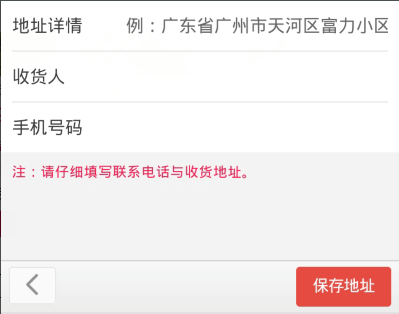 地址详情 例：广东省广州市天河区富力小区
收货人
手机号码
注：请仔细填写联系电话与收货地址。
保存地址